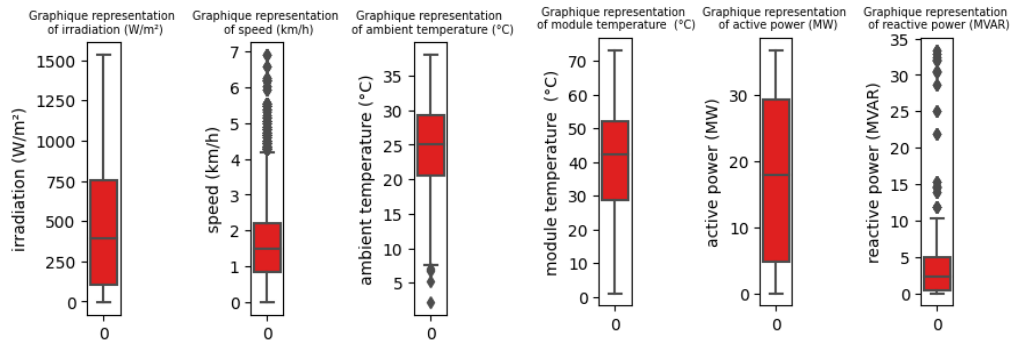 Graphique representation
of irradiation (W/m²)
irradiation (W/m²)
1500
1250
1000
750
500
250
0
0
Graphique representation
of speed (km/h)
speed (km/h)
7
6
5
4
3
2
1
0
0
Graphique representation
of ambient temperature (°C)
ambient temperature (°C)
35
30
25
20
15
10
5
0
Graphique representation
of module temperature (°C)
module temperature (°C)
70
60
50
40
30
20
10
0
0
Graphique representation
of active power (MW)
active power (MW)
30
20
10
0
0
Graphique representation
of reactive power (MVAR)
reactive power (MVAR)
35
30
25
20
15
10
5
0
0